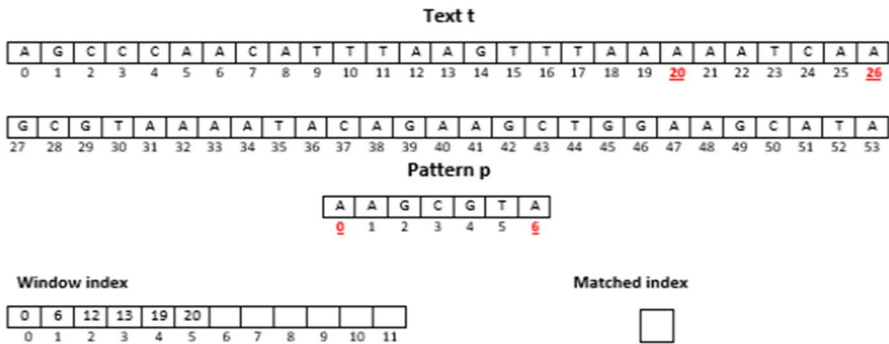 Text t
A G C C C A A C A T T T A A G T T T A A A A A T C A A
0 1 2 3 4 5 6 7 8 9 10 11 12 13 14 15 16 17 18 19 20 21 22 23 24 25 26
G C G T A A A A T A C A G A A G C T G G A A G C A T A
27 28 29 30 31 32 33 34 35 36 37 38 39 40 41 42 43 44 45 46 47 48 49 50 51 52 53
Pattern p
A A G C G T A
0 1 2 3 4 5 6
Window index
0 6 12 13 19 20
0 1 2 3 4 5 6 7 8 9 10 11
Matched index